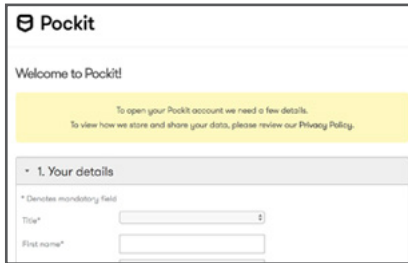 Pockit
Welcome to Pockit!
To open your Pockit account we need a few details.
To view how we store and share your data, please review our Privacy Policy.
1. Your details
* Denotes mandatory field
Title*
First name*